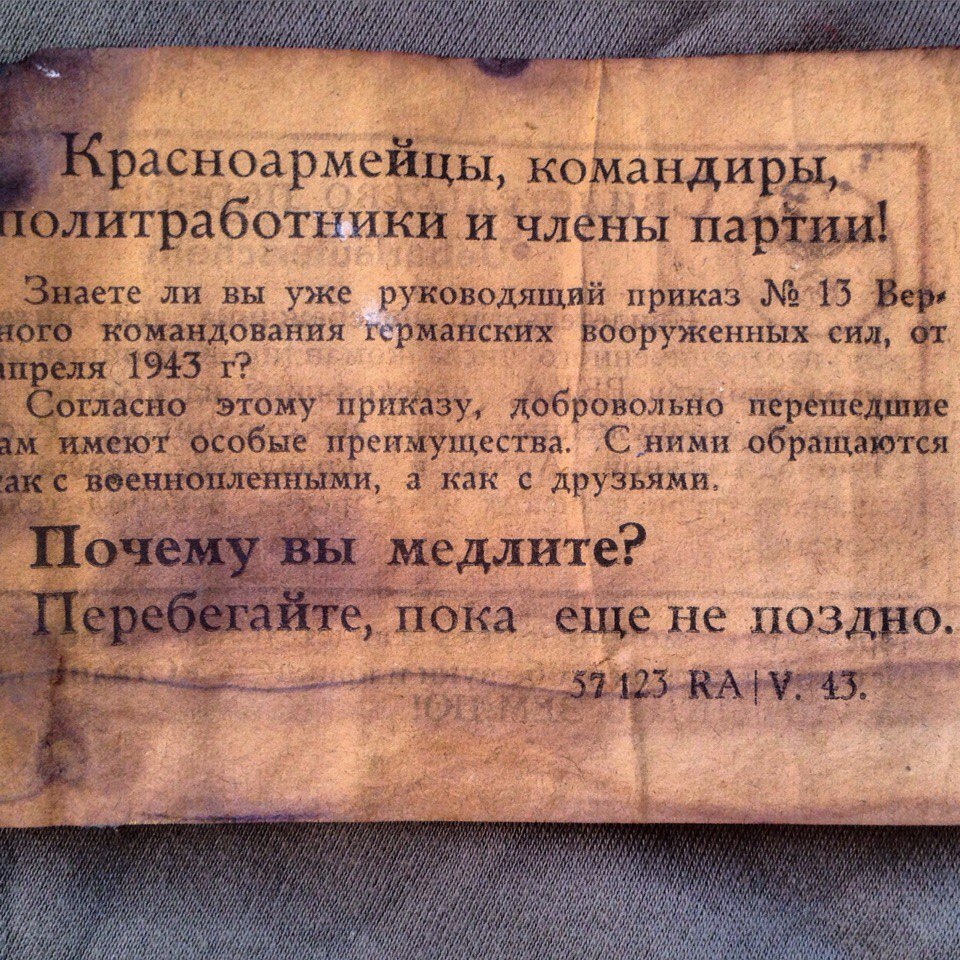 Красноармейцы, командиры,
политработники и члены партии!
Знаете ли вы уже руководящий приказ № 13 Вер-
ного командования германских вооруженных сил, от
апреля 1943 г?
Согласно этому приказу, добровольно перешедшие
ам имеют особые преимущества. С ними обращаются
как с военнопленными, а как с друзьями.
Почему вы медлите?
Перебегайте, пока еще не поздно.
57 123 RA|V. 43.